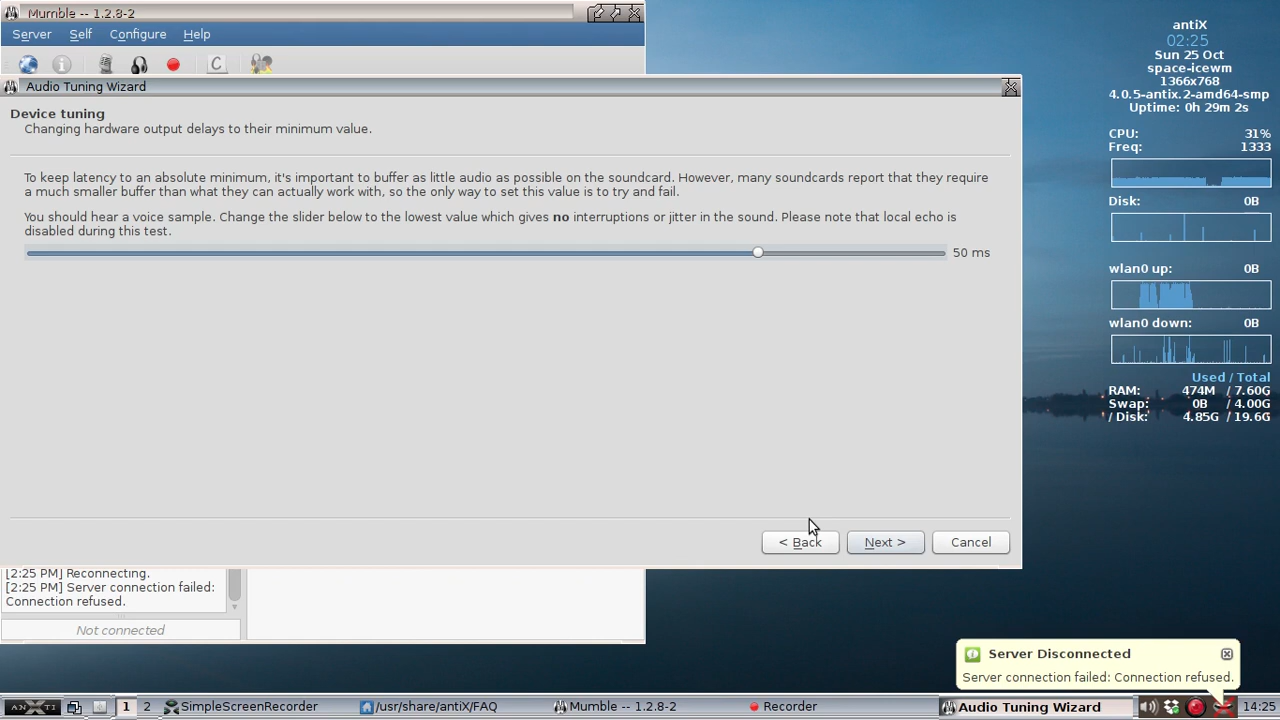 Mumble -- 1.2.8-2
Server Self Configure Help
C
Audio Tuning Wizard
Device tuning
Changing hardware output delays to their minimum value.
To keep latency to an absolute minimum, it's important to buffer as little audio as possible on the soundcard. However, many soundcards report that they require
a much smaller buffer than what they can actually work with, so the only way to set this value is to try and fail.
You should hear a voice sample. Change the slider below to the lowest value which gives no interruptions or jitter in the sound. Please note that local echo is
disabled during this test.
50 ms
< Back Next > Cancel
[2:25 PM] Reconnecting.
[2:25 PM] Server connection failed:
Connection refused.
Not connected
antiX
02:25
Sun 25 Oct
space-icewm
1366x768
4.0.5-antix.2-amd64-smp
Uptime: 0h 29m 2s
CPU: 31%
Freq: 1333
Disk: 0B
wlan0 up: 0B
wlan0 down: 0B
Used / Total
RAM: 474M / 7.60G
Swap: 0B / 4.00G
/ Disk: 4.85G / 19.6G
Server Disconnected
Server connection failed: Connection refused.
ANXTI 1 2 SimpleScreenRecorder /usr/share/antiX/FAQ Mumble -- 1.2.8-2 Recorder Audio Tuning Wizard 14:25